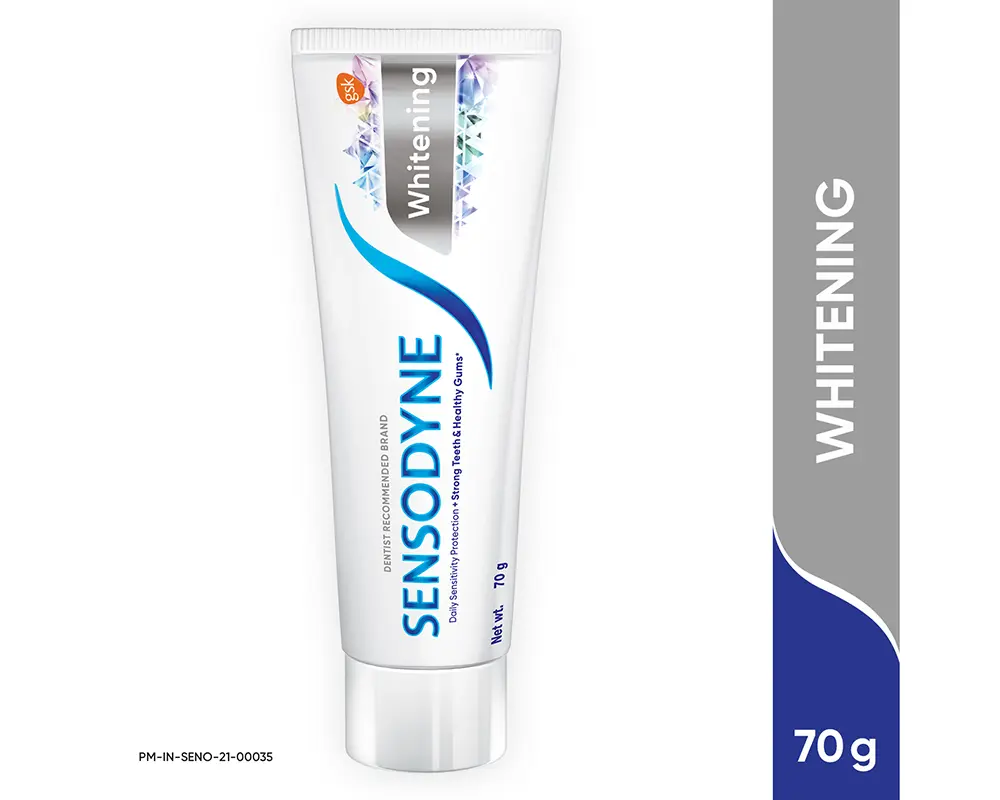 gsk
Whitening
DENTIST RECOMMENDED BRAND
SENSODYNE
Daily Sensitivity Protection + Strong Teeth & Healthy Gums*
Net wt. 70 g
PM-IN-SENO-21-00035
WHITENING
70 g